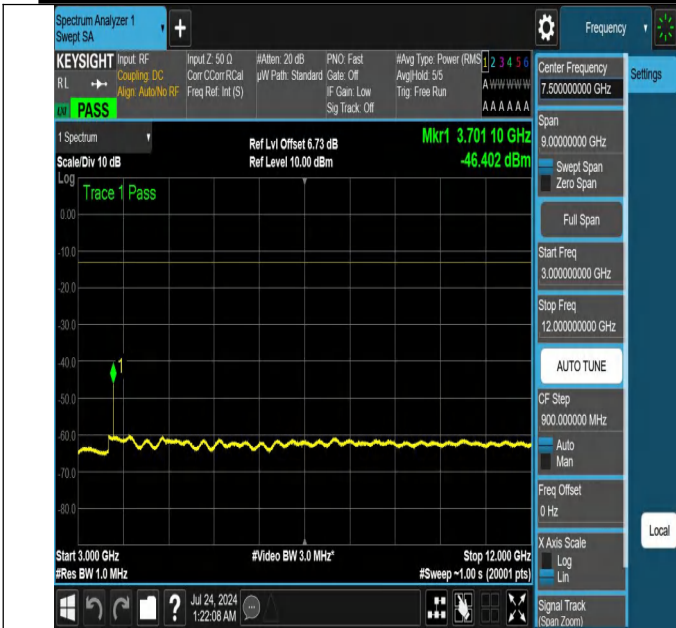 Spectrum Analyzer 1
Swept SA
+
Frequency
KEYSIGHT
RL
PASS
Input: RF
Coupling: DC
Align: Auto/No RF
Input Z: 50 Ω
Corr CCorr RCal
Freq Ref: Int (S)
#Atten: 20 dB
µW Path: Standard
PNO: Fast
Gate: Off
IF Gain: Low
Sig Track: Off
#Avg Type: Power (RMS
Avg|Hold: 5/5
Trig: Free Run
1 2 3 4 5 6
A W W W W W
A A A A A A
Center Frequency
7.500000000 GHz
Settings
Span
9.00000000 GHz
Swept Span
Zero Span
Full Span
Start Freq
3.000000000 GHz
Stop Freq
12.000000000 GHz
AUTO TUNE
CF Step
900.000000 MHz
Auto
Man
Freq Offset
0 Hz
X Axis Scale
Log
Lin
Local
Signal Track
(Span Zoom)
1 Spectrum
Scale/Div 10 dB
Ref Lvl Offset 6.73 dB
Ref Level 10.00 dBm
Mkr1 3.701 10 GHz
-46.402 dBm
Log
Trace 1 Pass
0.00
-10.0
-20.0
-30.0
-40.0
1
-50.0
-60.0
-70.0
-80.0
Start 3.000 GHz
#Res BW 1.0 MHz
#Video BW 3.0 MHz*
Stop 12.000 GHz
#Sweep ~1.00 s (20001 pts)
?
Jul 24, 2024
1:22:08 AM